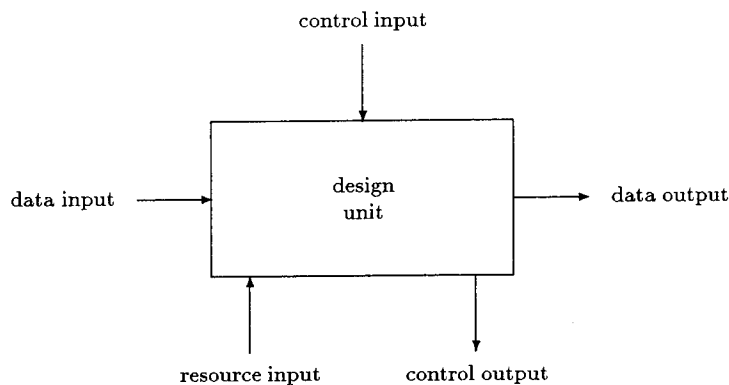 control input
data input
design
unit
data output
resource input
control output